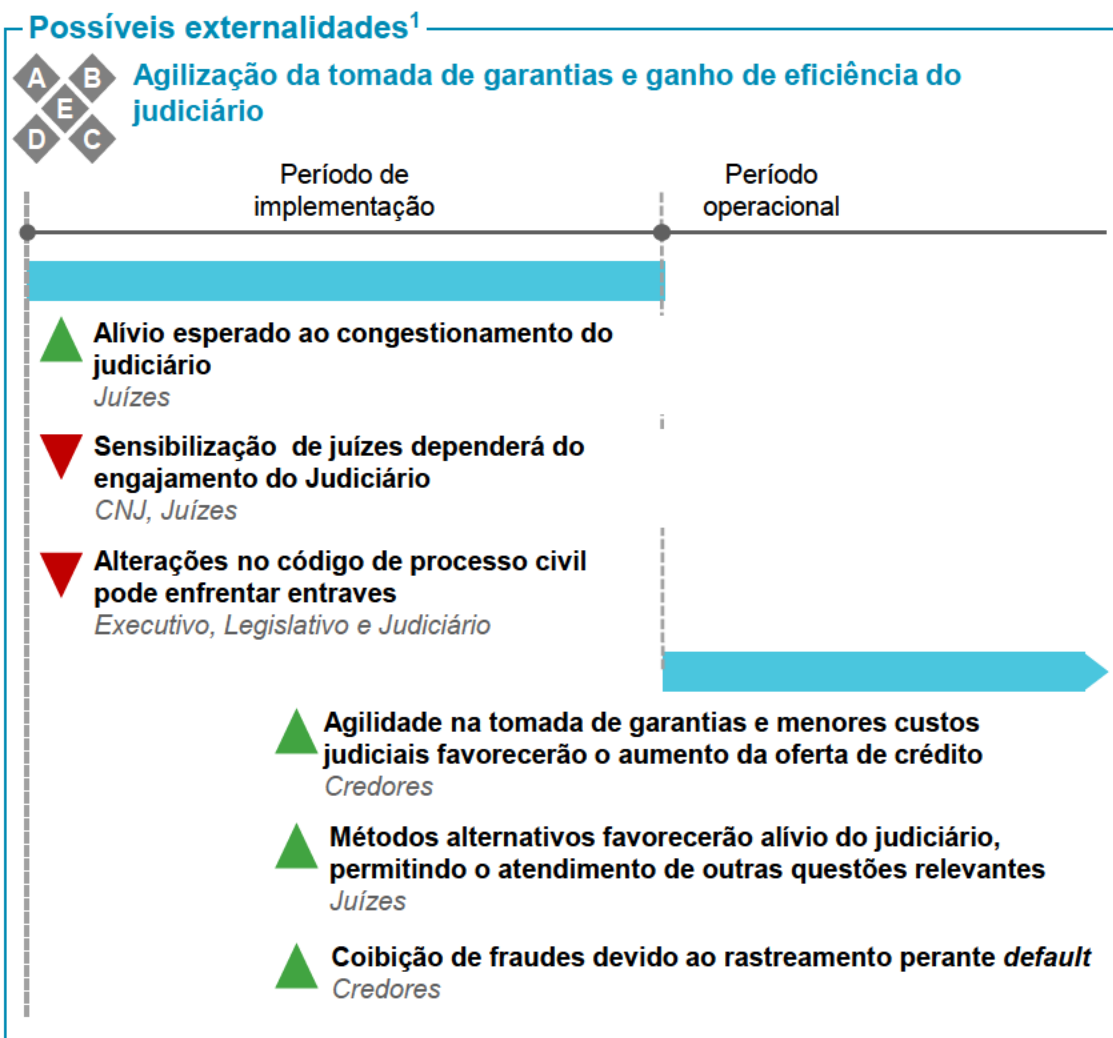 Possíveis externalidades1
A B
E
D C
Agilização da tomada de garantias e ganho de eficiência do
judiciário
Período de
implementação
Período
operacional
Alívio esperado ao congestionamento do
judiciário
Juízes
Sensibilização  de juízes dependerá do
engajamento do Judiciário
CNJ, Juízes
Alterações no código de processo civil
pode enfrentar entraves
Executivo, Legislativo e Judiciário
Agilidade na tomada de garantias e menores custos
judiciais favorecerão o aumento da oferta de crédito
Credores
Métodos alternativos favorecerão alívio do judiciário,
permitindo o atendimento de outras questões relevantes
Juízes
Coibição de fraudes devido ao rastreamento perante default
Credores